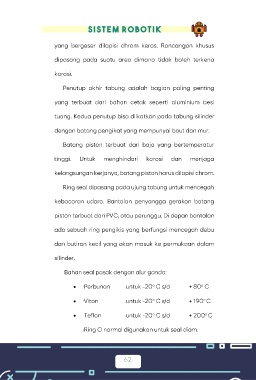 SISTEM ROBOTIK
yang bergeser dilapisi chrom keras. Rancangan khusus
dipasang pada suatu area dimana tidak boleh terkena
korosi.
Penutup akhir tabung adalah bagian paling penting
yang terbuat dari bahan cetak seperti aluminium besi
tuang. Kedua penutup bisa diikatkan pada tabung silinder
dengan batang pengikat yang mempunyai baut dan mur.
Batang piston terbuat dari baja yang bertemperatur
tinggi. Untuk menghindari korosi dan menjaga
kelangsungan kerjanya, batang piston harus dilapisi chrom.
Ring seal dipasang pada ujung tabung untuk mencegah
kebocoran udara. Bantalan penyangga gerakan batang
piston terbuat dari PVC, atau perunggu. Di depan bantalan
ada sebuah ring pengikis yang berfungsi mencegah debu
dan butiran kecil yang akan masuk ke permukaan dalam
silinder.
Bahan seal pasak dengan alur ganda:
• Perbunan untuk -20° C s/d + 80° C
• Viton untuk -20° C s/d + 190° C
• Teflon untuk -20° C s/d + 200° C
Ring O normal digunakan untuk seal diam.
62